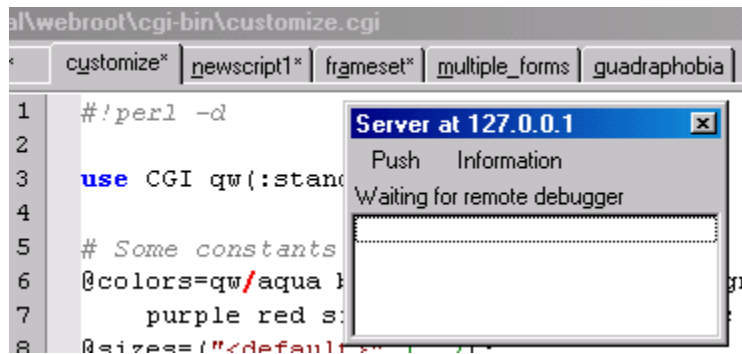 al\webroot\cgi-bin\customize.cgi
* customize* newscript1* frameset* multiple_forms guadraphobia
1 #!perl -d
2
3 use CGI qw(:stand
4
5 # Some constants
6 @colors=qw/aqua
7 purple red s
8 @sizes=("<default>"
Server at 127.0.0.1
Push Information
Waiting for remote debugger